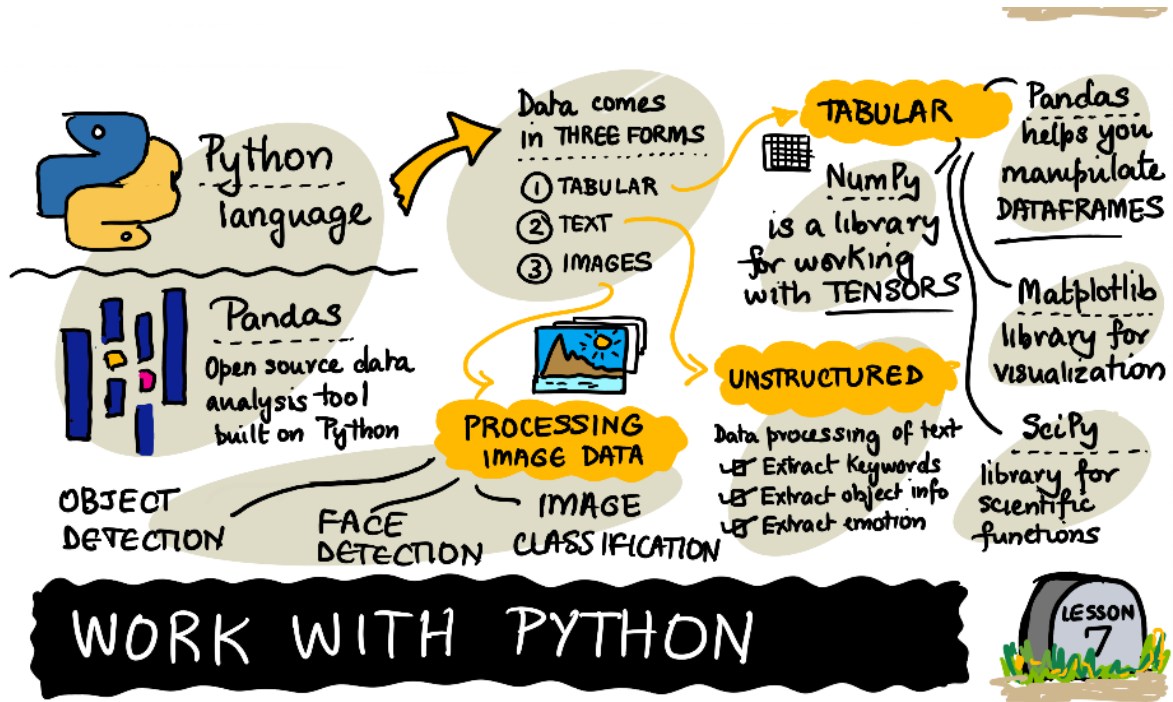 Python
language
Pandas
Open source data
analysis tool
built on Python
Data comes
in THREE FORMS
1 TABULAR
2 TEXT
3 IMAGES
TABULAR
NumPy
is a library
for working
with TENSORS
Pandas
helps you
manipulate
DATAFRAMES
Matplotlib
library for
visualization
SciPy
library for
scientific
functions
UNSTRUCTURED
Data processing of text
Extract Keywords
Extract object info
Extract emotion
PROCESSING
IMAGE DATA
OBJECT
DETECTION
FACE
DETECTION
IMAGE
CLASSIFICATION
WORK WITH PYTHON
LESSON
7